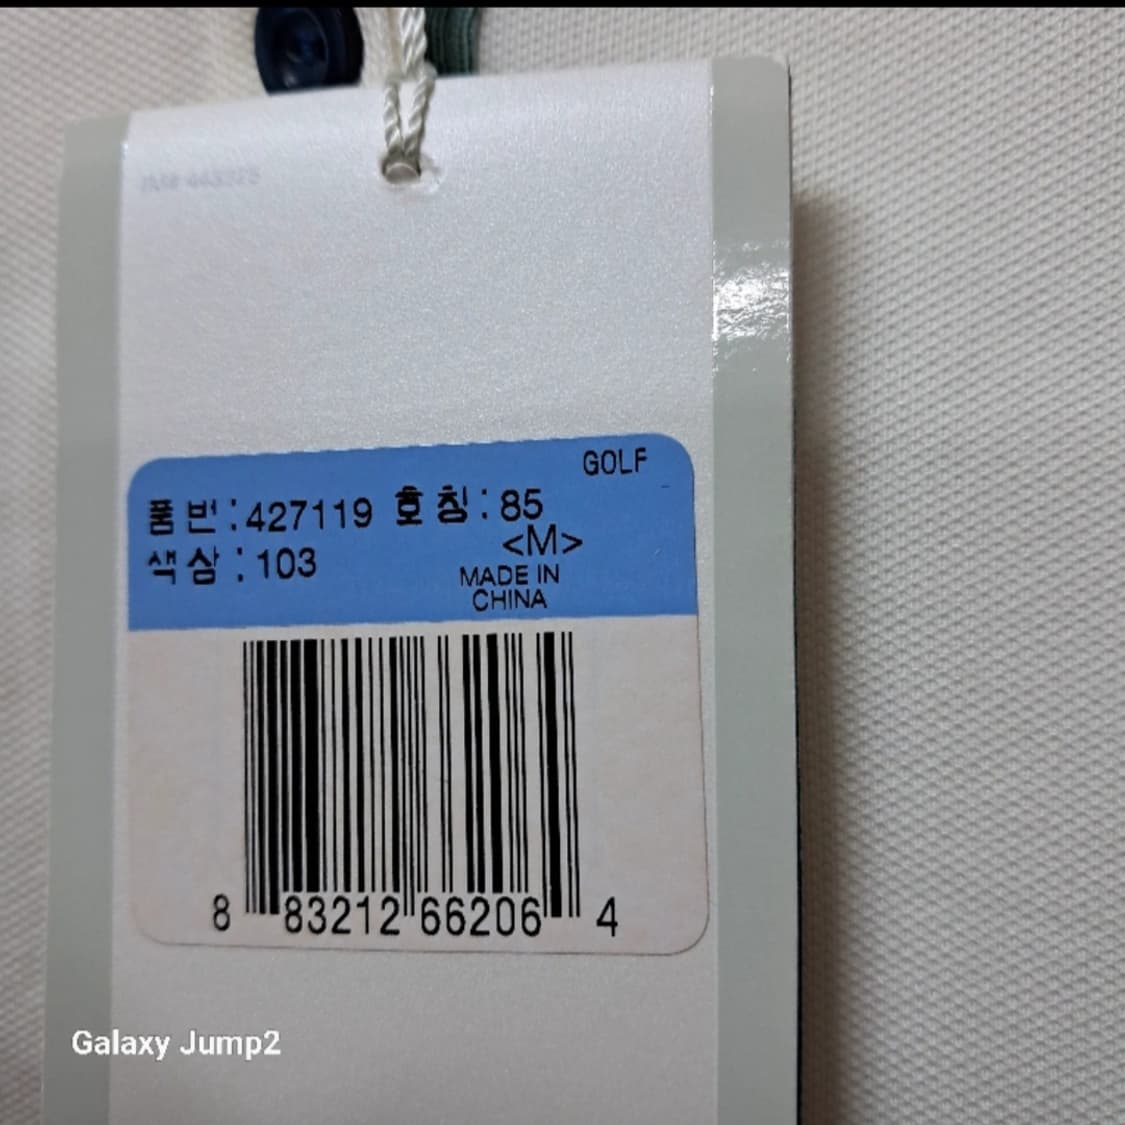 GOLF
품번:427119 호칭:85
<M>
색상:103
MADE IN
CHINA
8 83212 66206 4
Galaxy Jump2